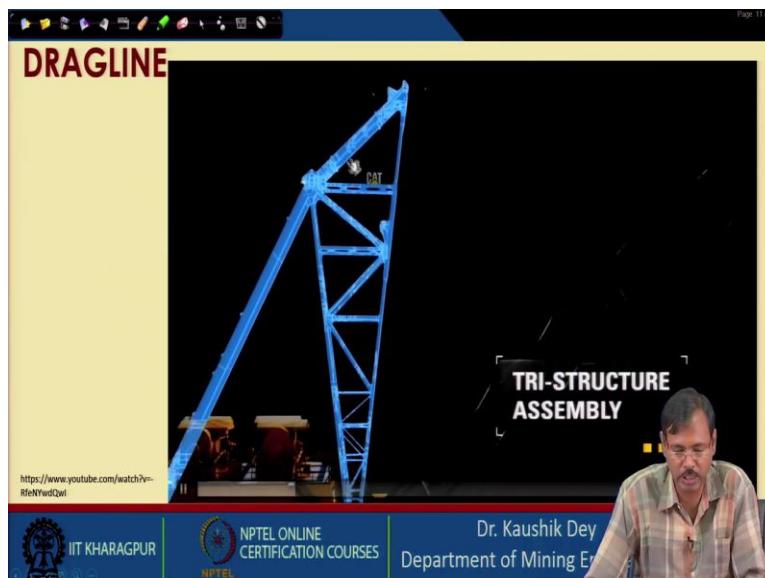 Page 11
DRAGLINE
CAT
TRI-STRUCTURE
ASSEMBLY
https://www.youtube.com/watch?v=-
RfeNYwdQwI
IIT KHARAGPUR
NPTEL
NPTEL ONLINE
CERTIFICATION COURSES
Dr. Kaushik Dey
Department of Mining E